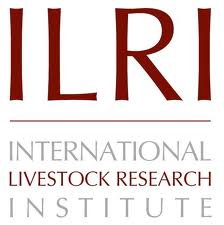 ILRI
INTERNATIONAL
LIVESTOCK RESEARCH
INSTITUTE